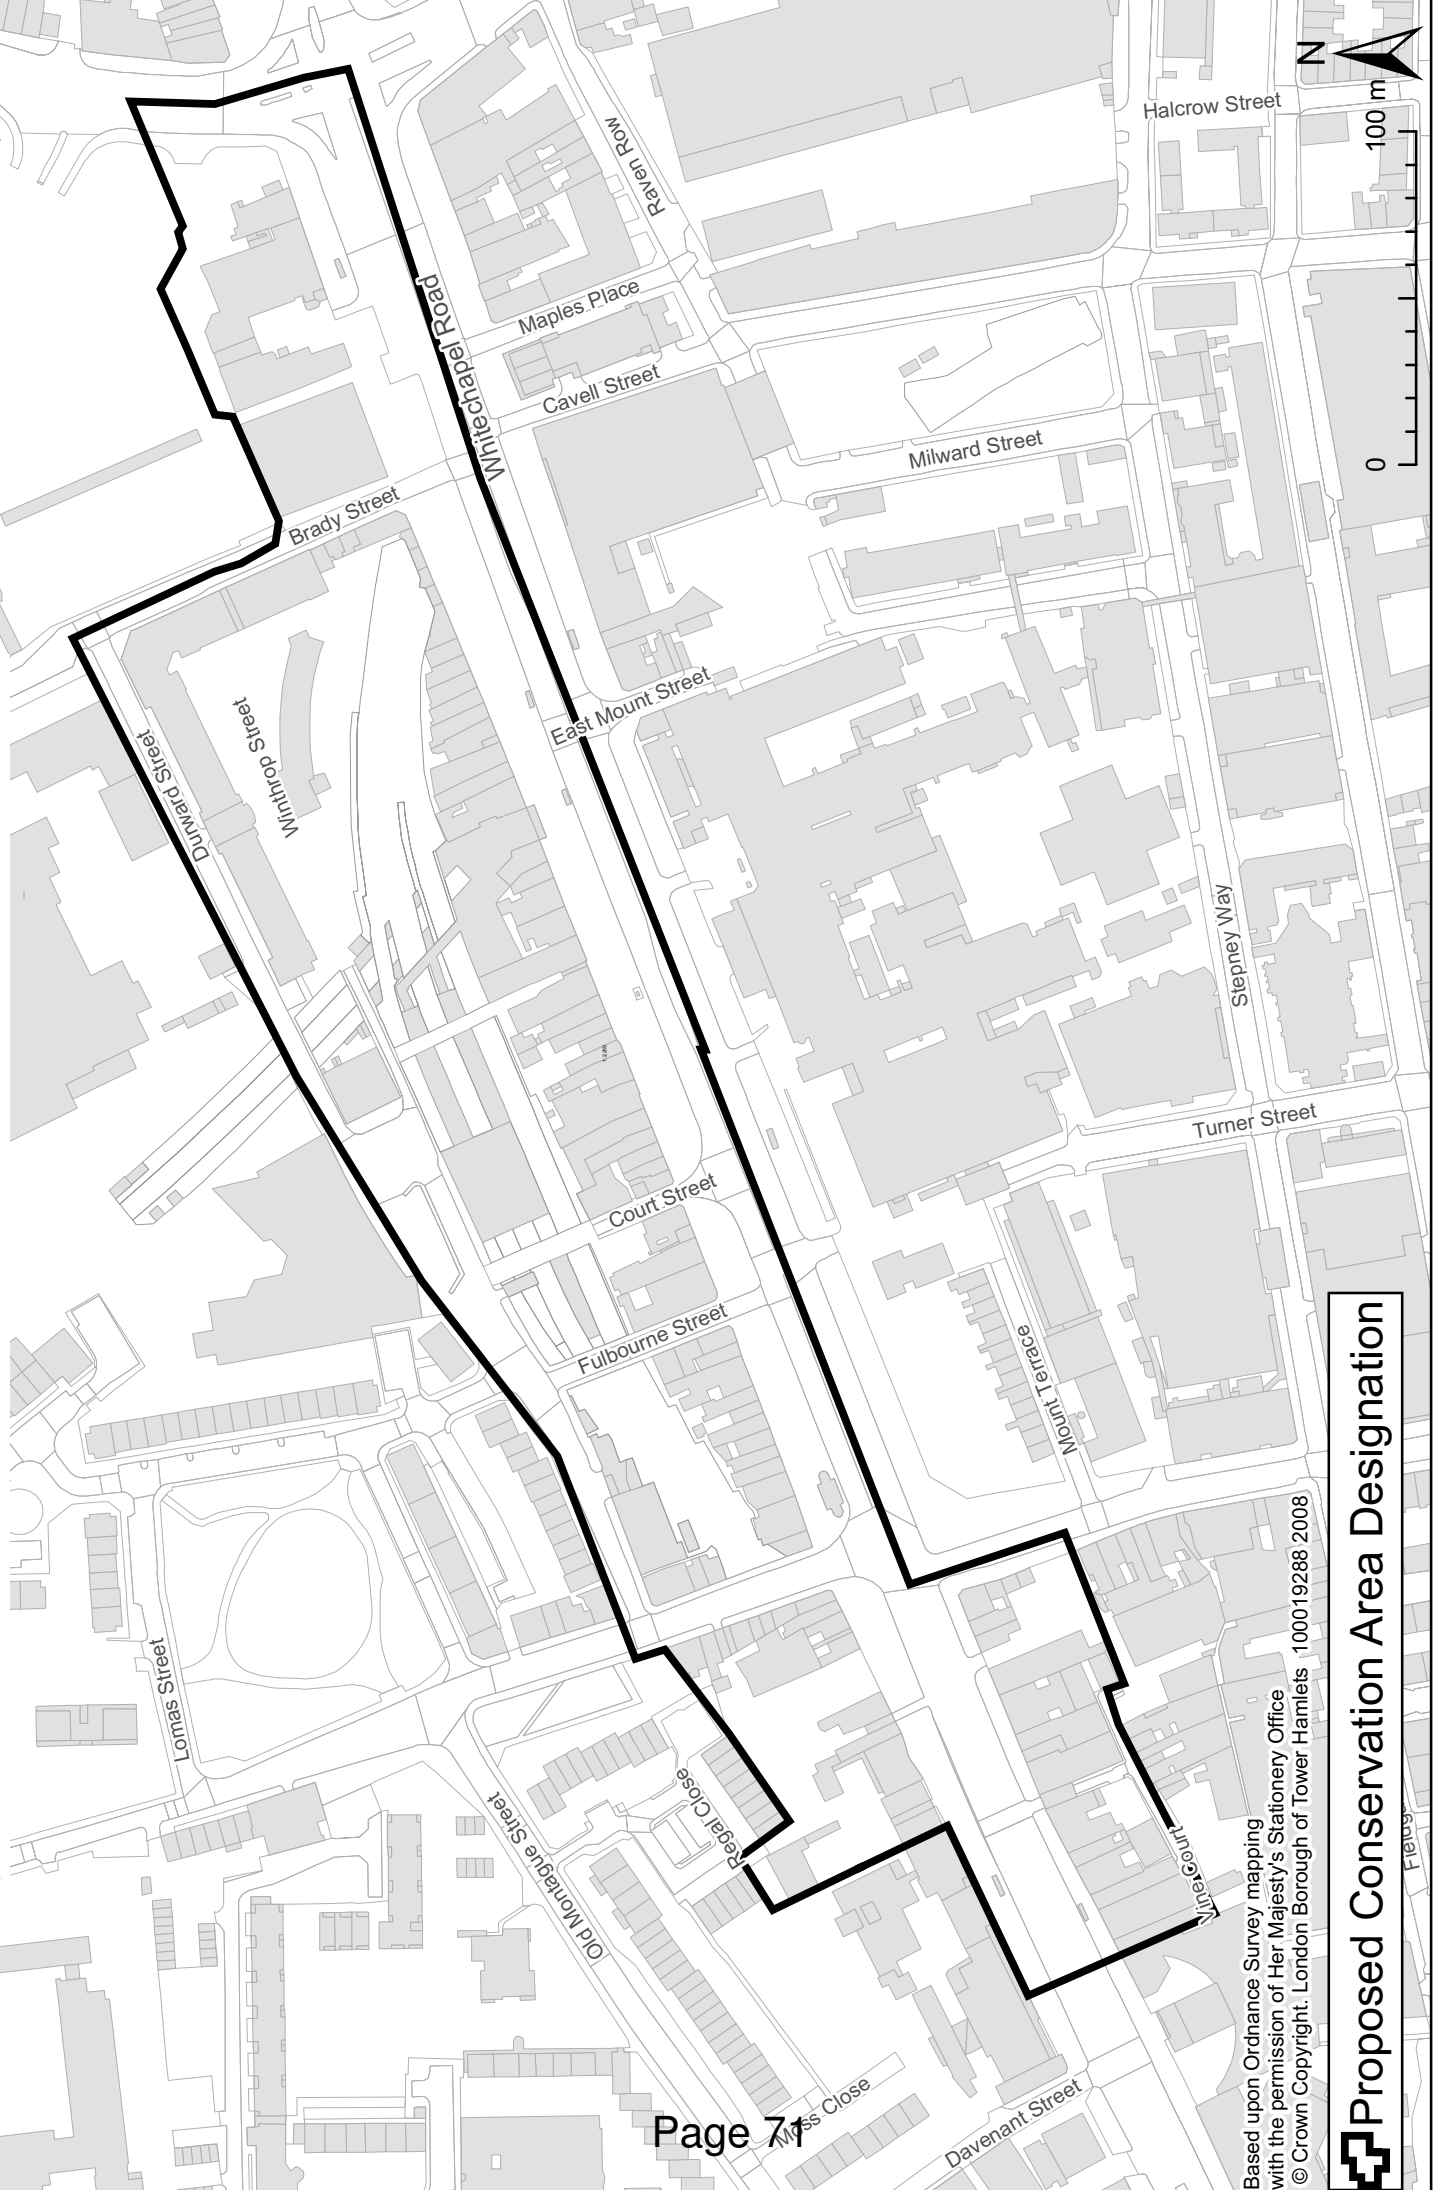 Halcrow Street
Raven Row
Maples Place
Whitechapel Road
Cavell Street
Milward Street
Brady Street
East Mount Street
Winthrop Street
Durward Street
Stepney Way
Turner Street
Court Street
Fulbourne Street
Mount Terrace
Lomas Street
Regal Close
Old Montague Street
Vine Court
Moss Close
Davenant Street
Fieldg
N
0 100 m
Based upon Ordnance Survey mapping
with the permission of Her Majesty's Stationery Office
© Crown Copyright. London Borough of Tower Hamlets 100019288 2008
Proposed Conservation Area Designation
Page 71